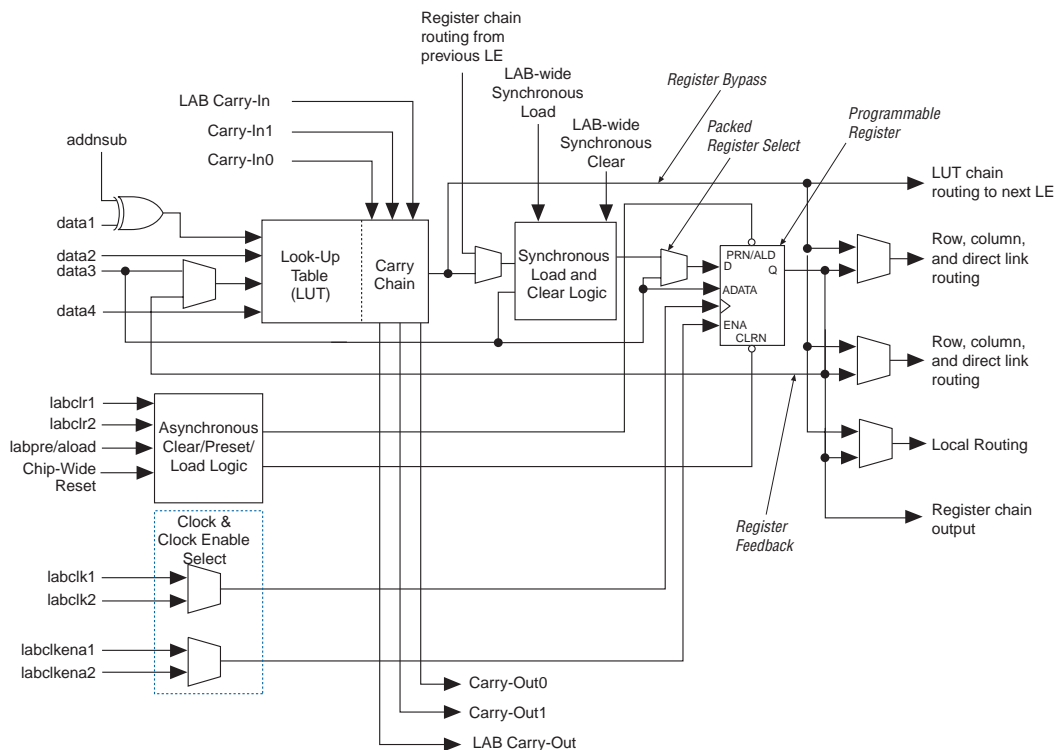 Register chain
routing from
previous LE
LAB-wide
Synchronous
Load
LAB-wide
Synchronous
Clear
Register Bypass
Packed
Register Select
Programmable
Register
LAB Carry-In
Carry-In1
Carry-In0
addnsub
data1
data2
data3
data4
Look-Up
Table
(LUT)
Carry
Chain
Synchronous
Load and
Clear Logic
PRN/ALD
D
Q
ADATA
ENA
CLRN
LUT chain
routing to next LE
Row, column,
and direct link
routing
Row, column,
and direct link
routing
Local Routing
Register chain
output
Register
Feedback
labclr1
labclr2
labpre/aload
Chip-Wide
Reset
Asynchronous
Clear/Preset/
Load Logic
Clock &
Clock Enable
Select
labclk1
labclk2
labclkena1
labclkena2
Carry-Out0
Carry-Out1
LAB Carry-Out